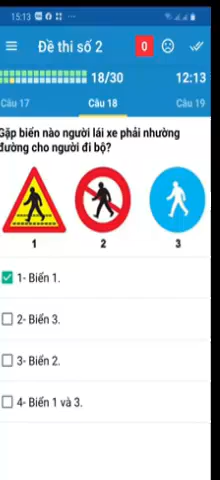 15:13
Đề thi số 2
0
18/30
12:13
Câu 17
Câu 18
Câu 19
Gặp biển nào người lái xe phải nhường
đường cho người đi bộ?
1
2
3
1- Biển 1.
2- Biển 3.
3- Biển 2.
4- Biển 1 và 3.